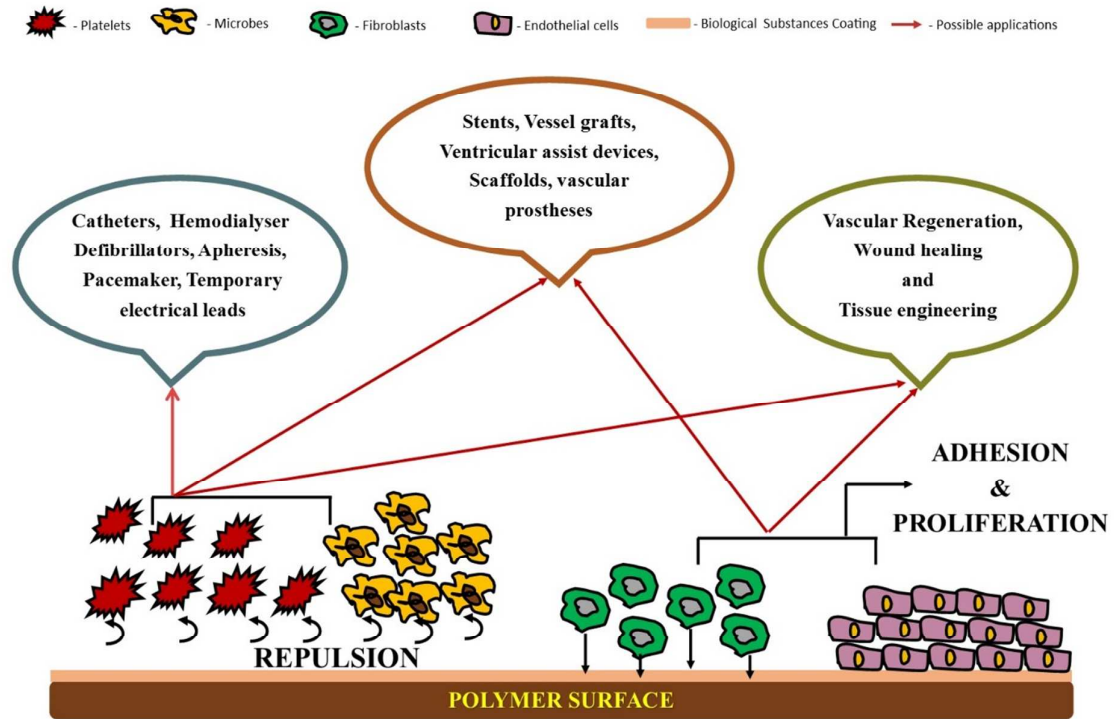 - Platelets
- Microbes
- Fibroblasts
- Endothelial cells
- Biological Substances Coating
- Possible applications
Stents, Vessel grafts,
Ventricular assist devices,
Scaffolds, vascular
prostheses
Catheters, Hemodialyser
Defibrillators, Apheresis,
Pacemaker, Temporary
electrical leads
Vascular Regeneration,
Wound healing
and
Tissue engineering
ADHESION
&
PROLIFERATION
REPULSION
POLYMER SURFACE